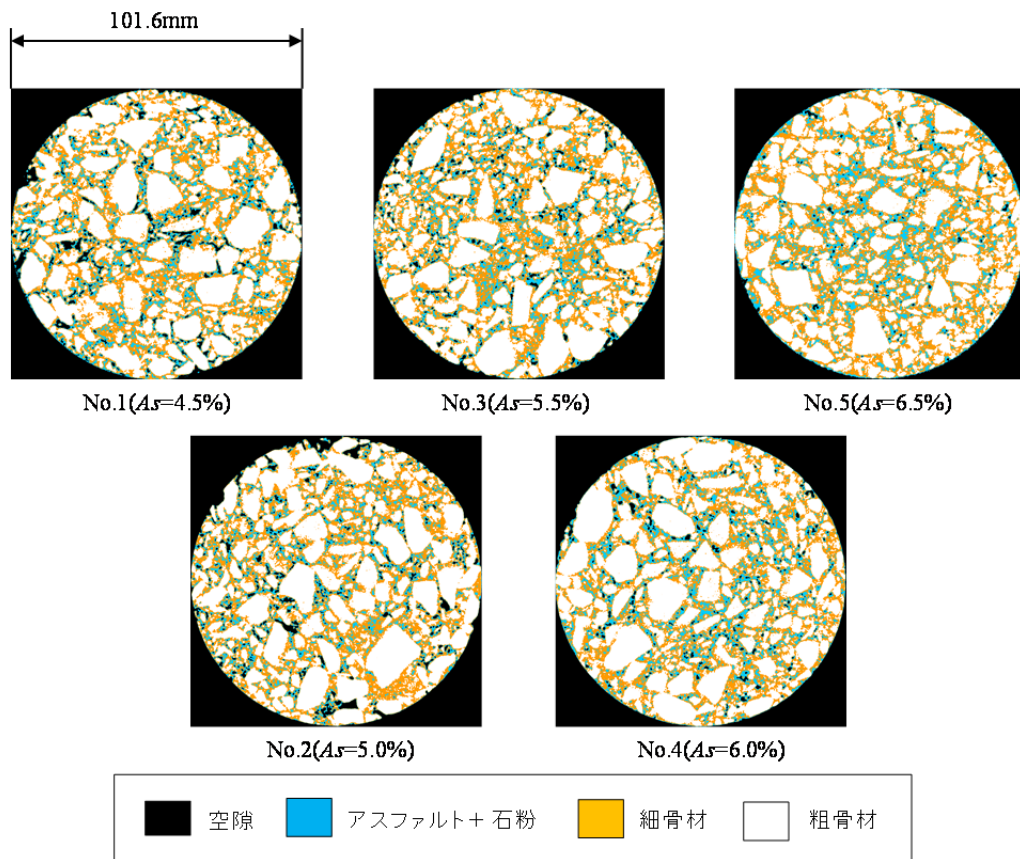 101.6mm
No.1(As=4.5%)
No.3(As=5.5%)
No.5(As=6.5%)
No.2(As=5.0%)
No.4(As=6.0%)
空隙
アスファルト＋石粉
細骨材
粗骨材